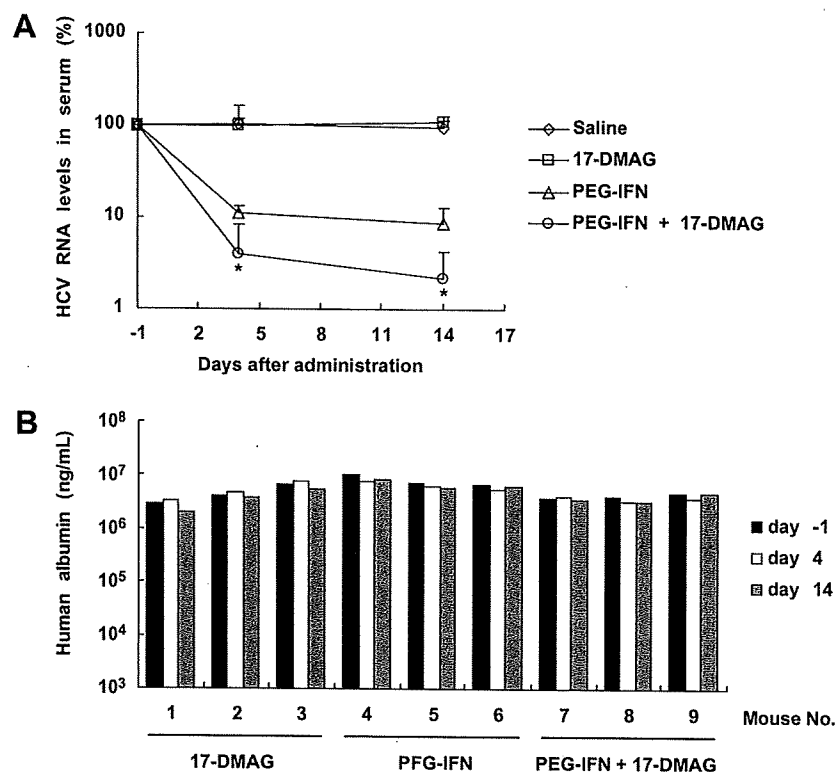 A
HCV RNA levels in serum (%)
1000
100
10
1
-1 2 5 8 11 14 17
Days after administration
Saline
17-DMAG
PEG-IFN
PEG-IFN + 17-DMAG
*
*
B
Human albumin (ng/mL)
10⁸
10⁷
10⁶
10⁵
10⁴
10³
day -1
day 4
day 14
1 2 3 4 5 6 7 8 9 Mouse No.
17-DMAG PFG-IFN PEG-IFN + 17-DMAG